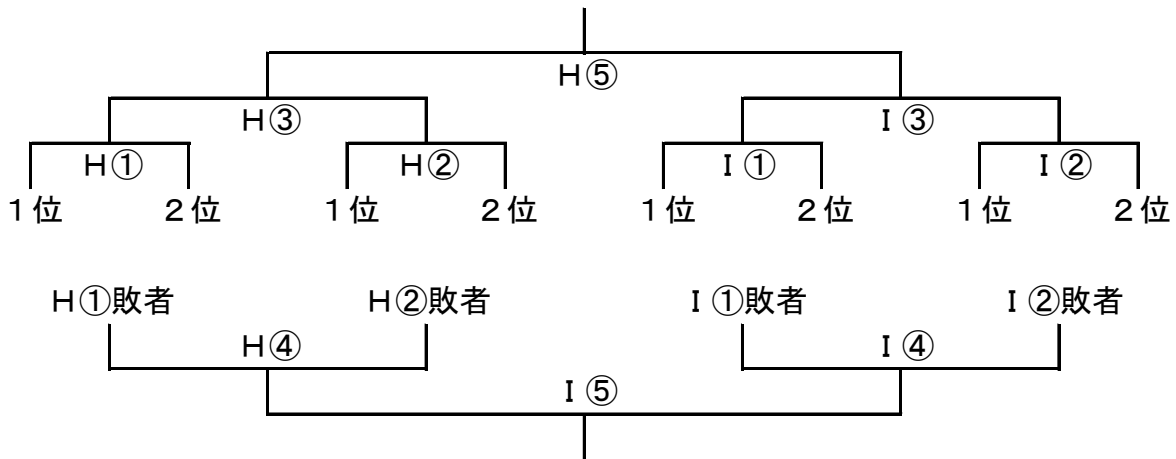 H⑤
H③ I③
H① H② I① I②
1位 2位 1位 2位 1位 2位 1位 2位
H①敗者 H②敗者 I①敗者 I②敗者
H④ I④
I⑤